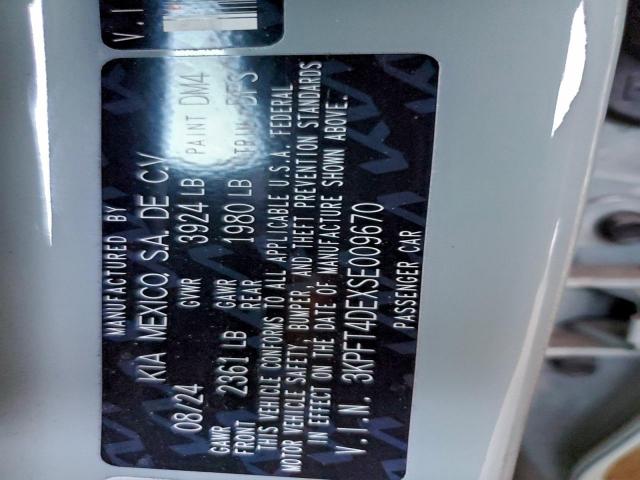 V.I.
MANUFACTURED BY
KIA MEXICO, S.A. DE C.V.
08/24 GVWR 3924 LB PAINT DM4
GAWR FRONT 2361 LB GAWR REAR 1980 LB TRIM DFS
THIS VEHICLE CONFORMS TO ALL APPLICABLE U.S.A. FEDERAL
MOTOR VEHICLE SAFETY, BUMPER, AND THEFT PREVENTION STANDARDS
IN EFFECT ON THE DATE OF MANUFACTURE SHOWN ABOVE.
V.I.N. 3KPFT4DEXSE009670
PASSENGER CAR